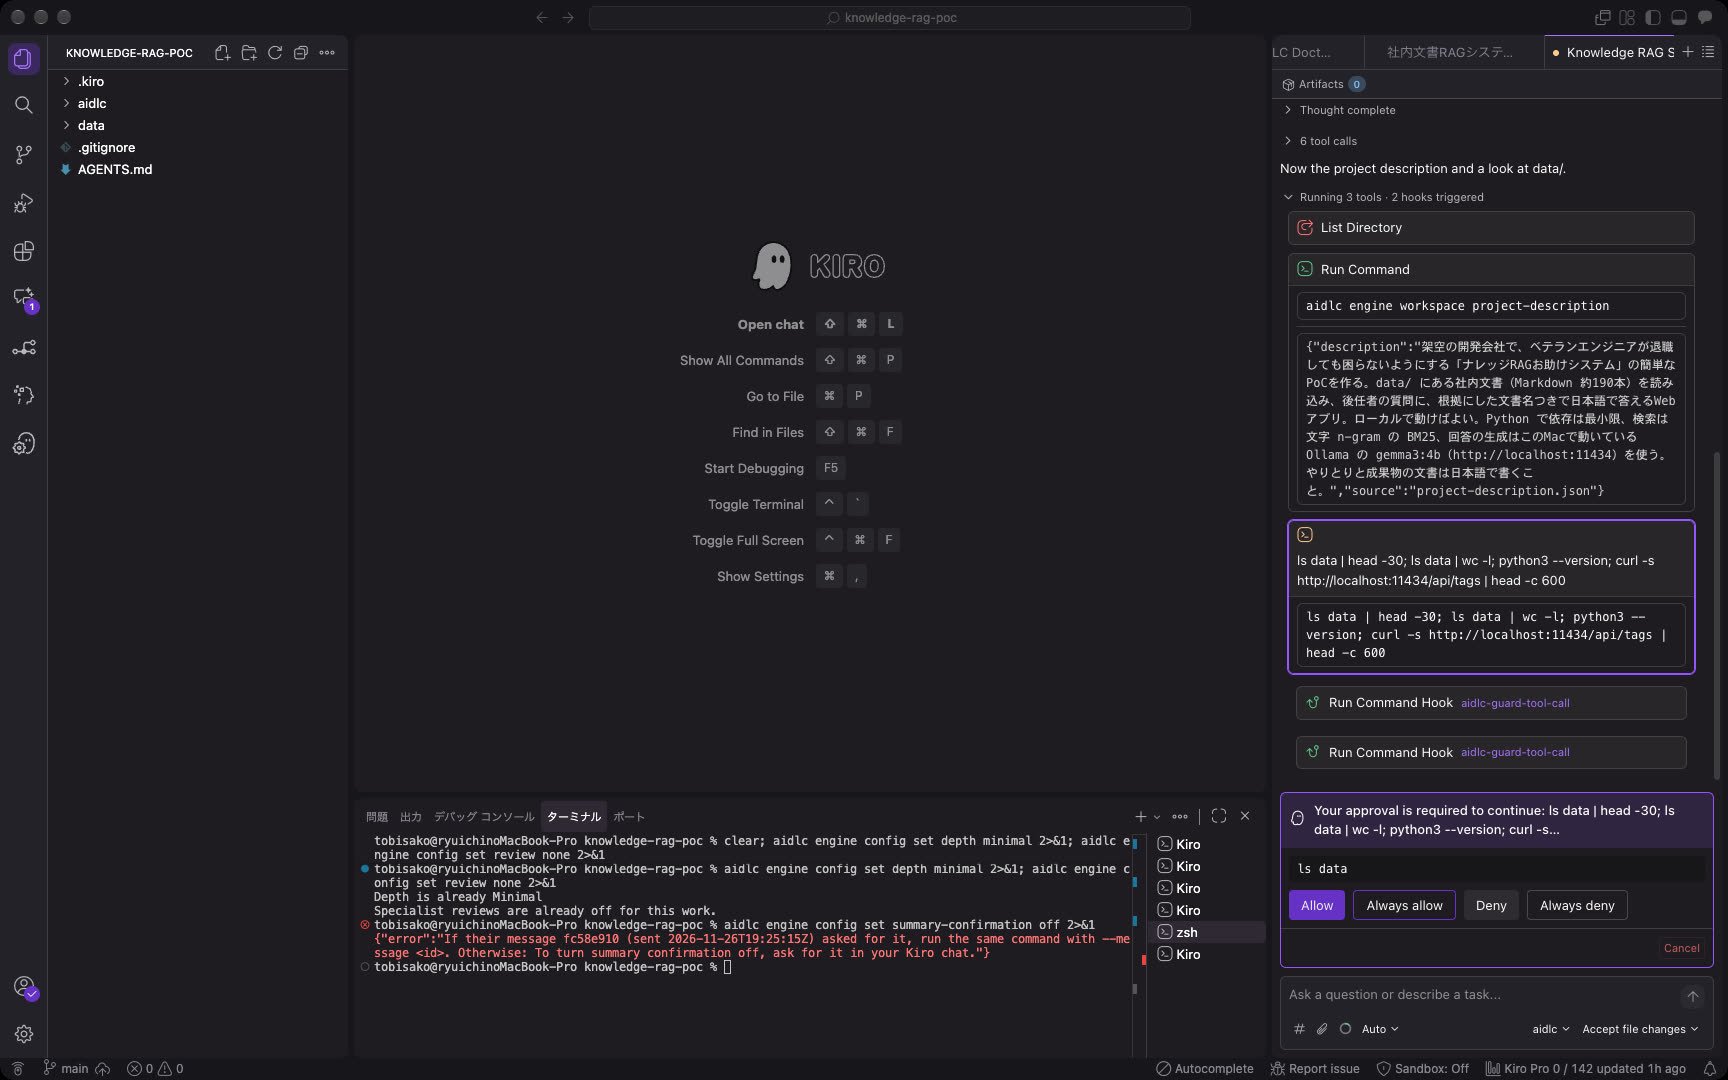 knowledge-rag-poc
KNOWLEDGE-RAG-POC
.kiro
aidlc
data
.gitignore
AGENTS.md
1
KIRO
Open chat ⇧ ⌘ L
Show All Commands ⇧ ⌘ P
Go to File ⌘ P
Find in Files ⇧ ⌘ F
Start Debugging F5
Toggle Terminal ^ `
Toggle Full Screen ^ ⌘ F
Show Settings ⌘ ,
問題 出力 デバッグ コンソール ターミナル ポート
tobisako@ryuichinoMacBook-Pro knowledge-rag-poc % clear; aidlc engine config set depth minimal 2>&1; aidlc e
ngine config set review none 2>&1
tobisako@ryuichinoMacBook-Pro knowledge-rag-poc % aidlc engine config set depth minimal 2>&1; aidlc engine c
onfig set review none 2>&1
Depth is already Minimal
Specialist reviews are already off for this work.
tobisako@ryuichinoMacBook-Pro knowledge-rag-poc % aidlc engine config set summary-confirmation off 2>&1
{"error":"If their message fc58e910 (sent 2026-11-26T19:25:15Z) asked for it, run the same command with --me
ssage <id>. Otherwise: To turn summary confirmation off, ask for it in your Kiro chat."}
tobisako@ryuichinoMacBook-Pro knowledge-rag-poc %
Kiro
Kiro
Kiro
Kiro
zsh
Kiro
LC Doct...
社内文書RAGシステ...
Knowledge RAG S
Artifacts 0
Thought complete
6 tool calls
Now the project description and a look at data/.
Running 3 tools · 2 hooks triggered
List Directory
Run Command
aidlc engine workspace project-description
{"description":"架空の開発会社で、ベテランエンジニアが退職
しても困らないようにする「ナレッジRAGお助けシステム」の簡単な
PoCを作る。data/ にある社内文書（Markdown 約190本）を読み
込み、後任者の質問に、根拠にした文書名つきで日本語で答えるWeb
アプリ。ローカルで動けばよい。Python で依存は最小限、検索は
文字 n-gram の BM25、回答の生成はこのMacで動いている
Ollama の gemma3:4b（http://localhost:11434）を使う。
やりとりと成果物の文書は日本語で書くこ
と。","source":"project-description.json"}
ls data | head -30; ls data | wc -l; python3 --version; curl -s
http://localhost:11434/api/tags | head -c 600
ls data | head -30; ls data | wc -l; python3 --
version; curl -s http://localhost:11434/api/tags |
head -c 600
Run Command Hook aidlc-guard-tool-call
Run Command Hook aidlc-guard-tool-call
Your approval is required to continue: ls data | head -30; ls
data | wc -l; python3 --version; curl -s...
ls data
Allow Always allow Deny Always deny
Cancel
Ask a question or describe a task...
# Auto aidlc Accept file changes
main 0 0
Autocomplete Report issue Sandbox: Off Kiro Pro 0 / 142 updated 1h ago